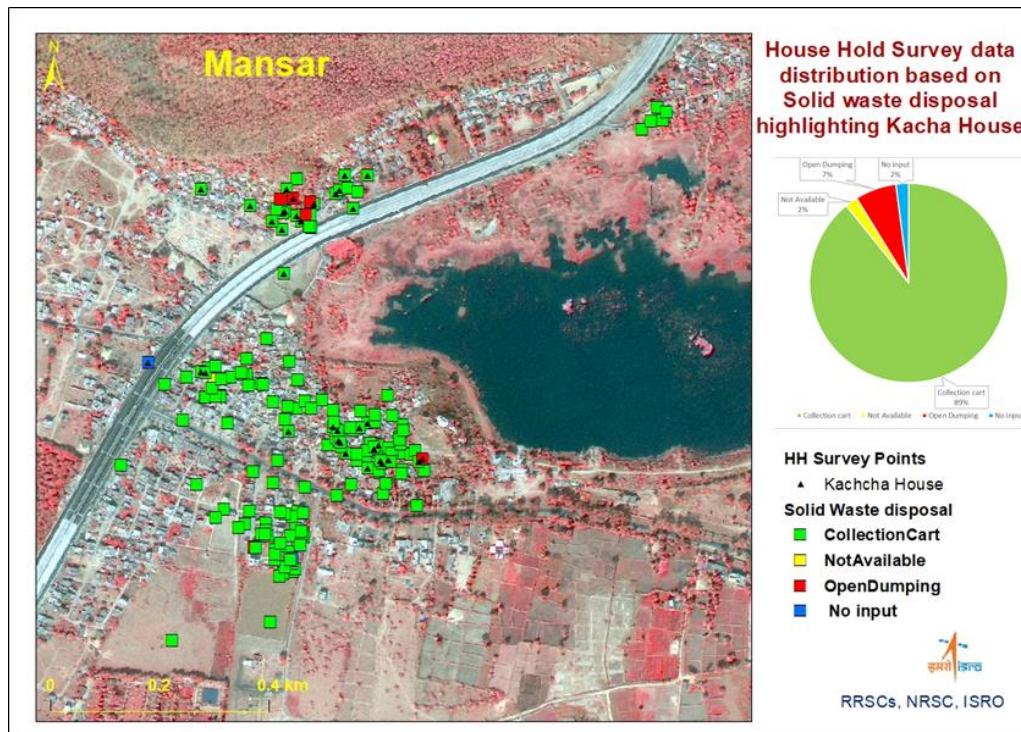 N
Mansar
0
0.2
0.4 km
House Hold Survey data
distribution based on
Solid waste disposal
highlighting Kacha House
Open Dumping
7%
No input
2%
Not Available
2%
Collection cart
89%
Collection cart
Not Available
Open Dumping
No input
HH Survey Points
Kachcha House
Solid Waste disposal
CollectionCart
NotAvailable
OpenDumping
No input
इसरो isro
RRSCs, NRSC, ISRO